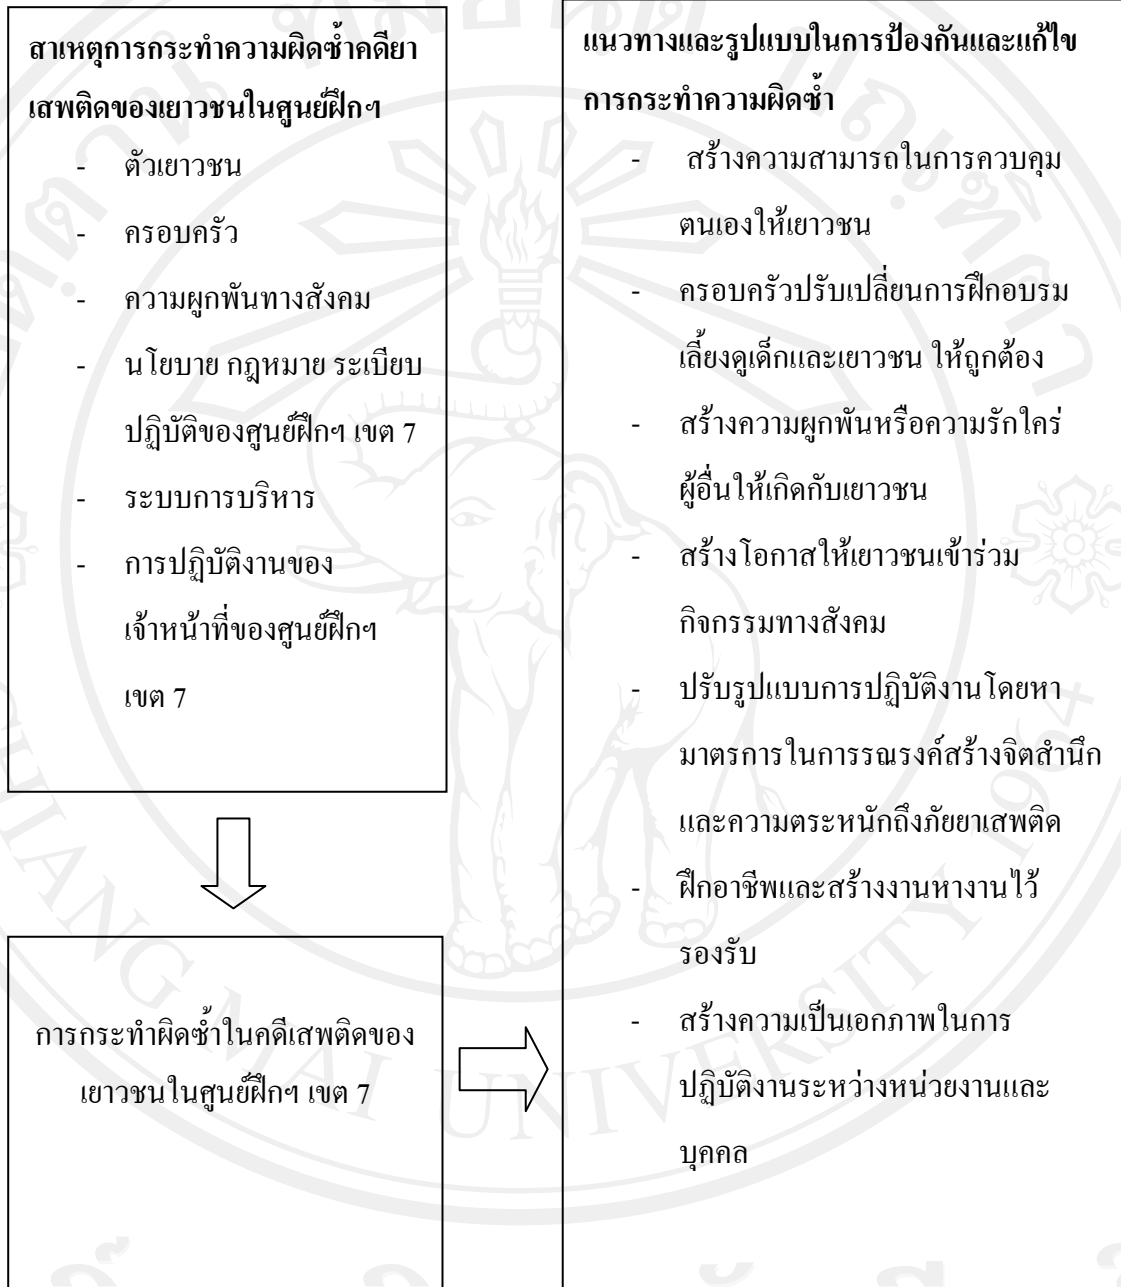 สาเหตุการกระทำความผิดซ้ำคดียา
เสพติดของเยาวชนในศูนย์ฝึกฯ
- ตัวเยาวชน
- ครอบครัว
- ความผูกพันทางสังคม
- นโยบาย กฎหมาย ระเบียบ
ปฏิบัติของศูนย์ฝึกฯ เขต 7
- ระบบการบริหาร
- การปฏิบัติงานของ
เจ้าหน้าที่ของศูนย์ฝึกฯ
เขต 7
การกระทำผิดซ้ำในคดีเสพติดของ
เยาวชนในศูนย์ฝึกฯ เขต 7
แนวทางและรูปแบบในการป้องกันและแก้ไข
การกระทำความผิดซ้ำ
- สร้างความสามารถในการควบคุม
ตนเองให้เยาวชน
- ครอบครัวปรับเปลี่ยนการฝึกอบรม
เลี้ยงดูเด็กและเยาวชน ให้ถูกต้อง
- สร้างความผูกพันหรือความรักใคร่
ผู้อื่นให้เกิดกับเยาวชน
- สร้างโอกาสให้เยาวชนเข้าร่วม
กิจกรรมทางสังคม
- ปรับรูปแบบการปฏิบัติงานโดยหา
มาตรการในการรณรงค์สร้างจิตสำนึก
และความตระหนักถึงภัยยาเสพติด
- ฝึกอาชีพและสร้างงานหางานไว้
รองรับ
- สร้างความเป็นเอกภาพในการ
ปฏิบัติงานระหว่างหน่วยงานและ
บุคคล
CHIANG MAI UNIVERSITY 1964